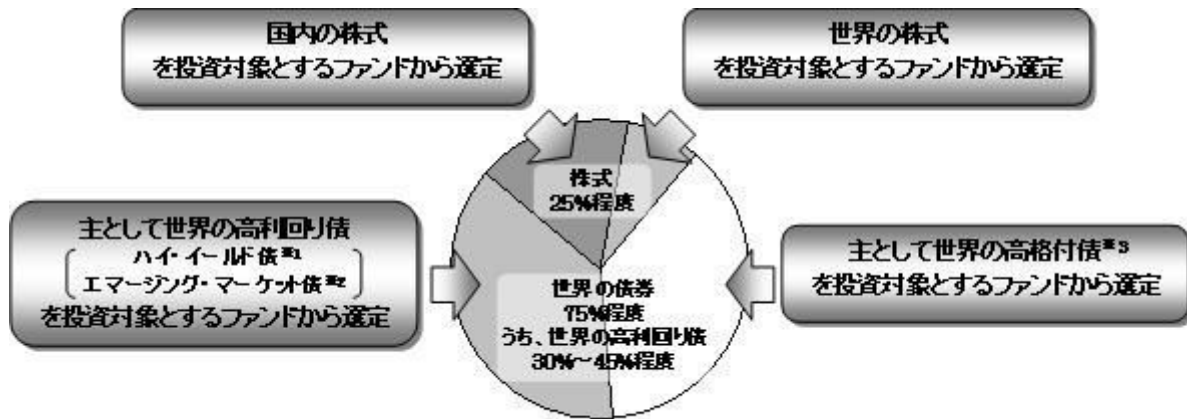 国内の株式
を投資対象とするファンドから選定
世界の株式
を投資対象とするファンドから選定
株式
25%程度
主として世界の高利回り債
ハイ・イールド債※1
エマージング・マーケット債※2
を投資対象とするファンドから選定
世界の債券
75%程度
うち、世界の高利回り債
30%～45%程度
主として世界の高格付債※3
を投資対象とするファンドから選定